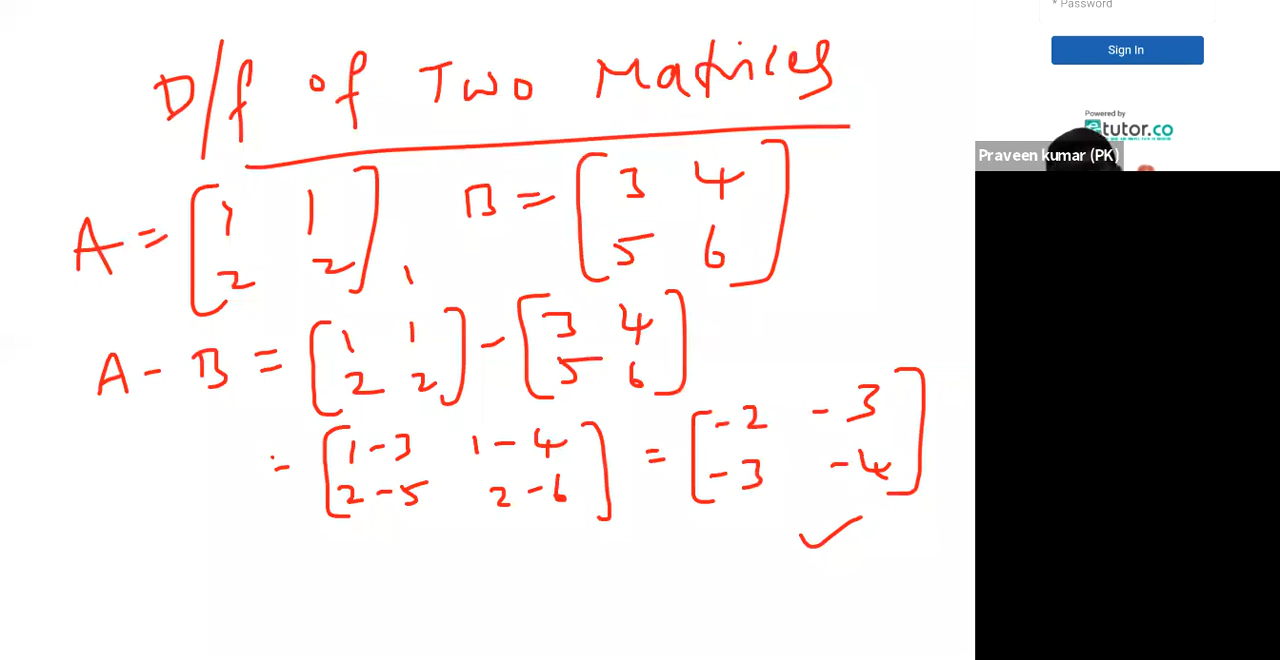 * Password
Sign In
Powered by
etutor.co
Praveen kumar (PK)
D/f of Two Matrices
A = [1 1
2 2], B = [3 4
5 6]
A - B = [1 1
2 2] - [3 4
5 6]
= [1-3 1-4
2-5 2-6] = [-2 -3
-3 -4]
✓